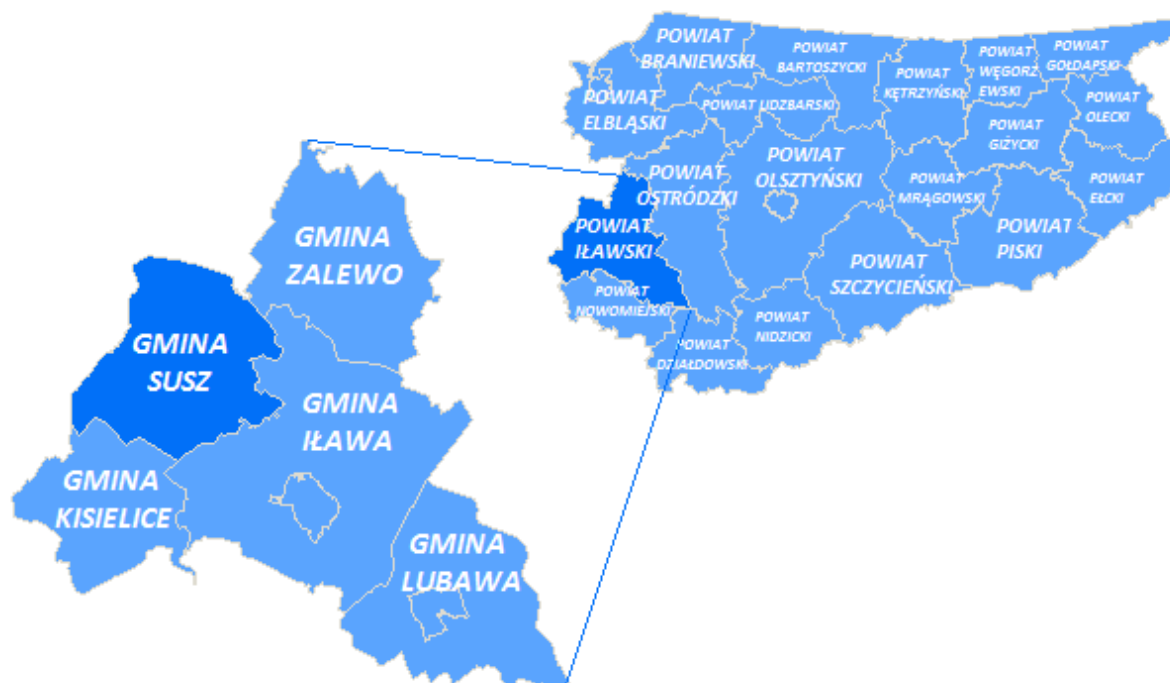 POWIAT
BRANIEWSKI
POWIAT
BARTOSZYCKI
POWIAT
KĘTRZYŃSKI
POWIAT
WĘGORZ
EWSKI
POWIAT
GOŁDAPSKI
POWIAT
ELBLĄSKI
POWIAT LIDZBARSKI
POWIAT
OLECKI
POWIAT
GIŻYCKI
POWIAT
OSTRÓDZKI
POWIAT
OLSZTYŃSKI
POWIAT
MRĄGOWSKI
POWIAT
EŁCKI
POWIAT
IŁAWSKI
POWIAT
PISKI
POWIAT
SZCZYCIEŃSKI
POWIAT
NOWOMIEJSKI
POWIAT
NIDZICKI
POWIAT
DZIAŁDOWSKI
GMINA
ZALEWO
GMINA
SUSZ
GMINA
IŁAWA
GMINA
KISIELICE
GMINA
LUBAWA